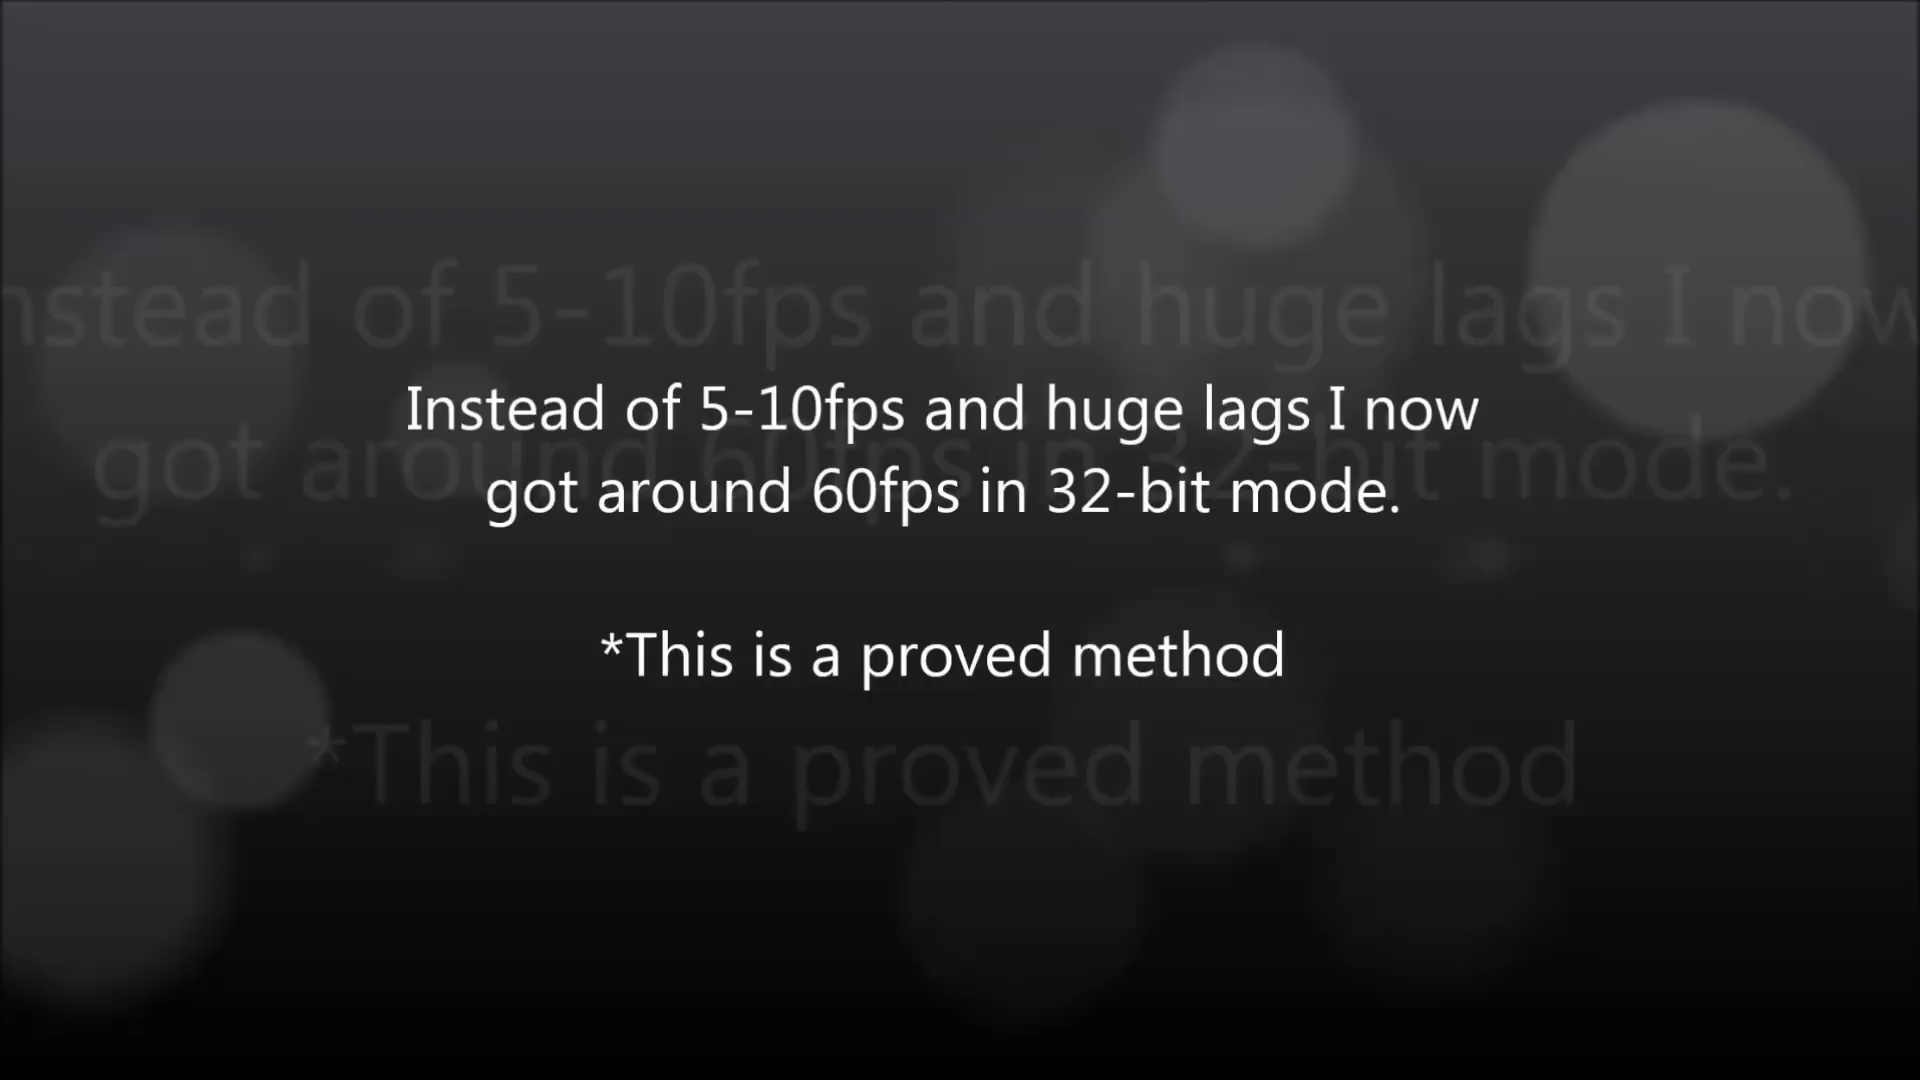 Instead of 5-10fps and huge lags I now
got around 60fps in 32-bit mode.
*This is a proved method